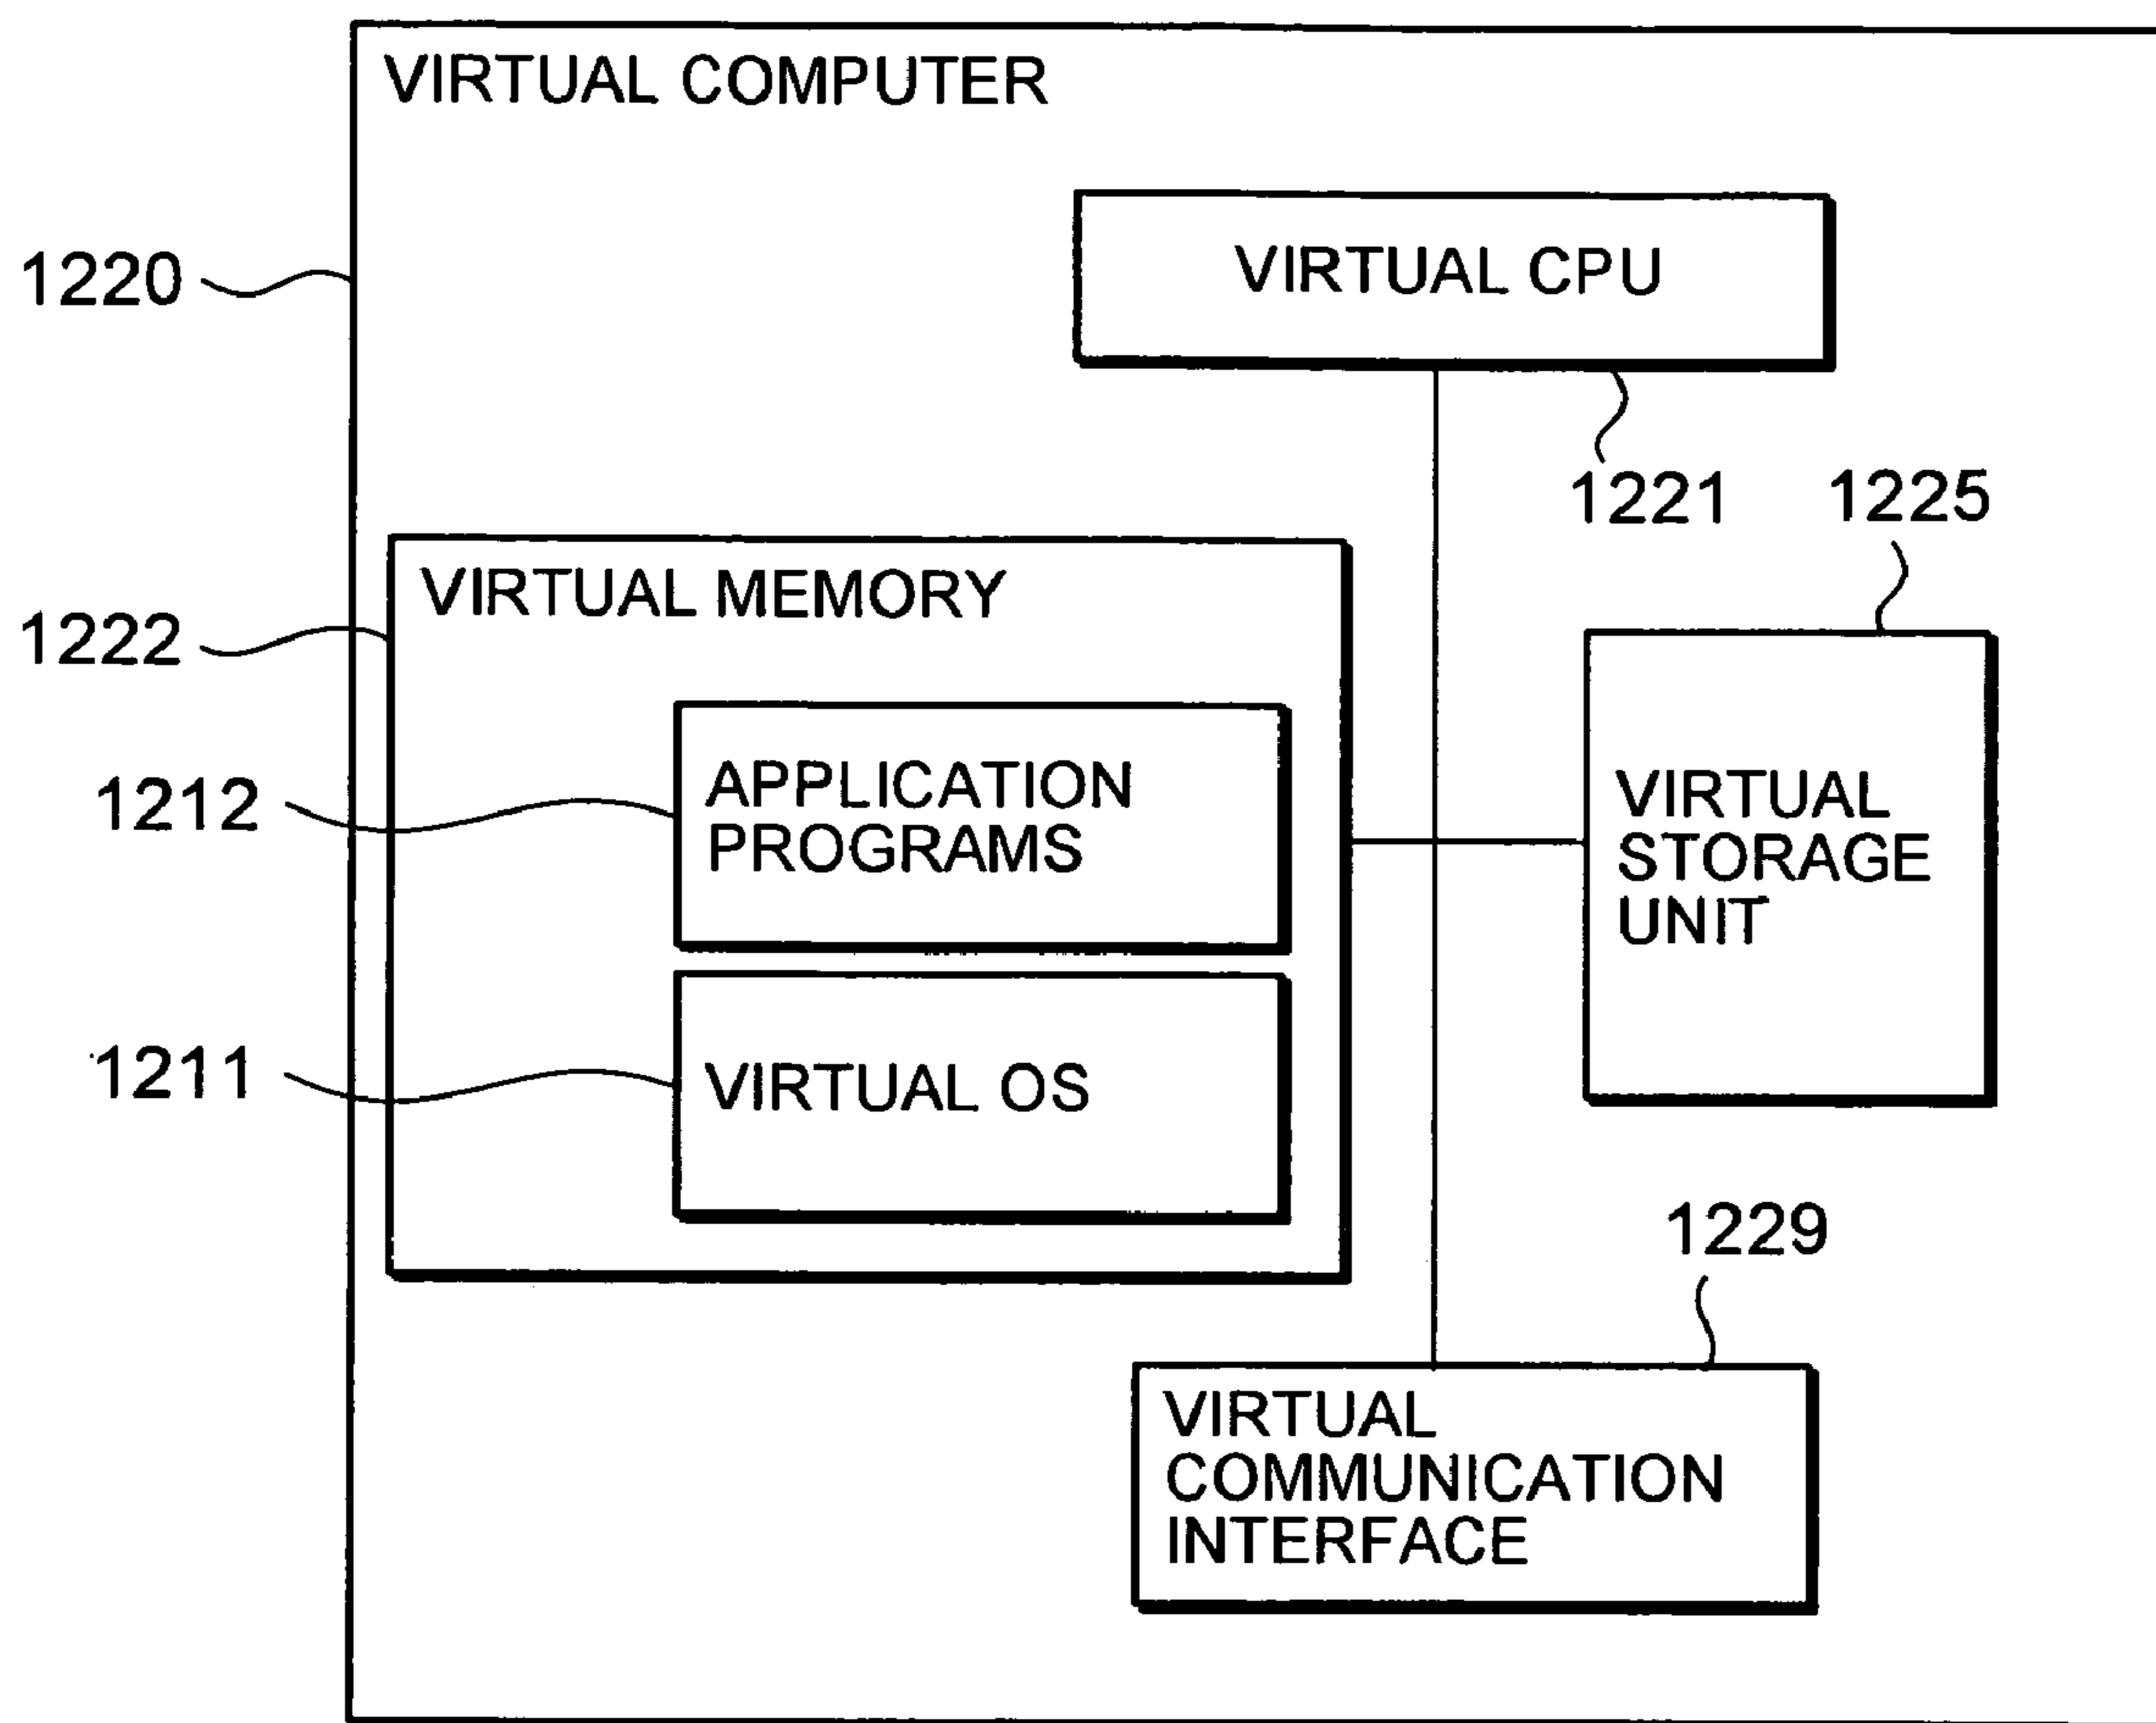 VIRTUAL COMPUTER
1220
VIRTUAL CPU
1221
1225
1222
VIRTUAL MEMORY
1212
APPLICATION
PROGRAMS
VIRTUAL
STORAGE
UNIT
1211
VIRTUAL OS
1229
VIRTUAL
COMMUNICATION
INTERFACE